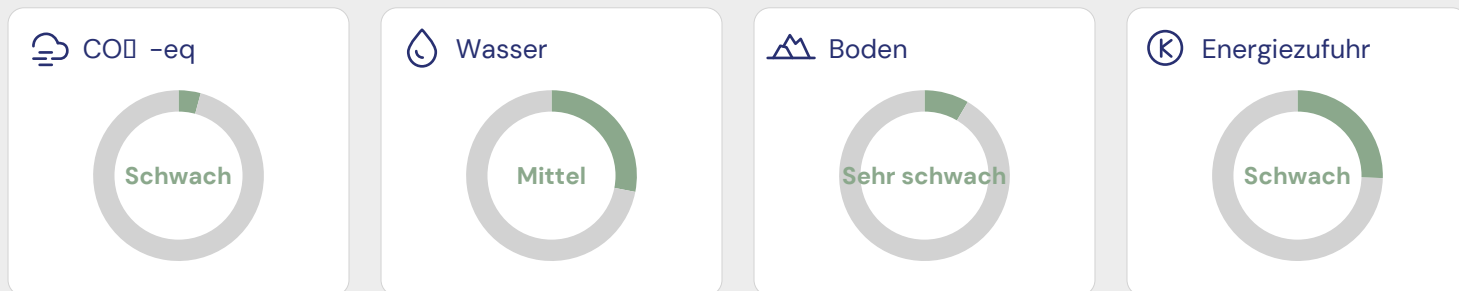 CO▯ -eq
Wasser
Boden
Energiezufuhr
Schwach
Mittel
Sehr schwach
Schwach